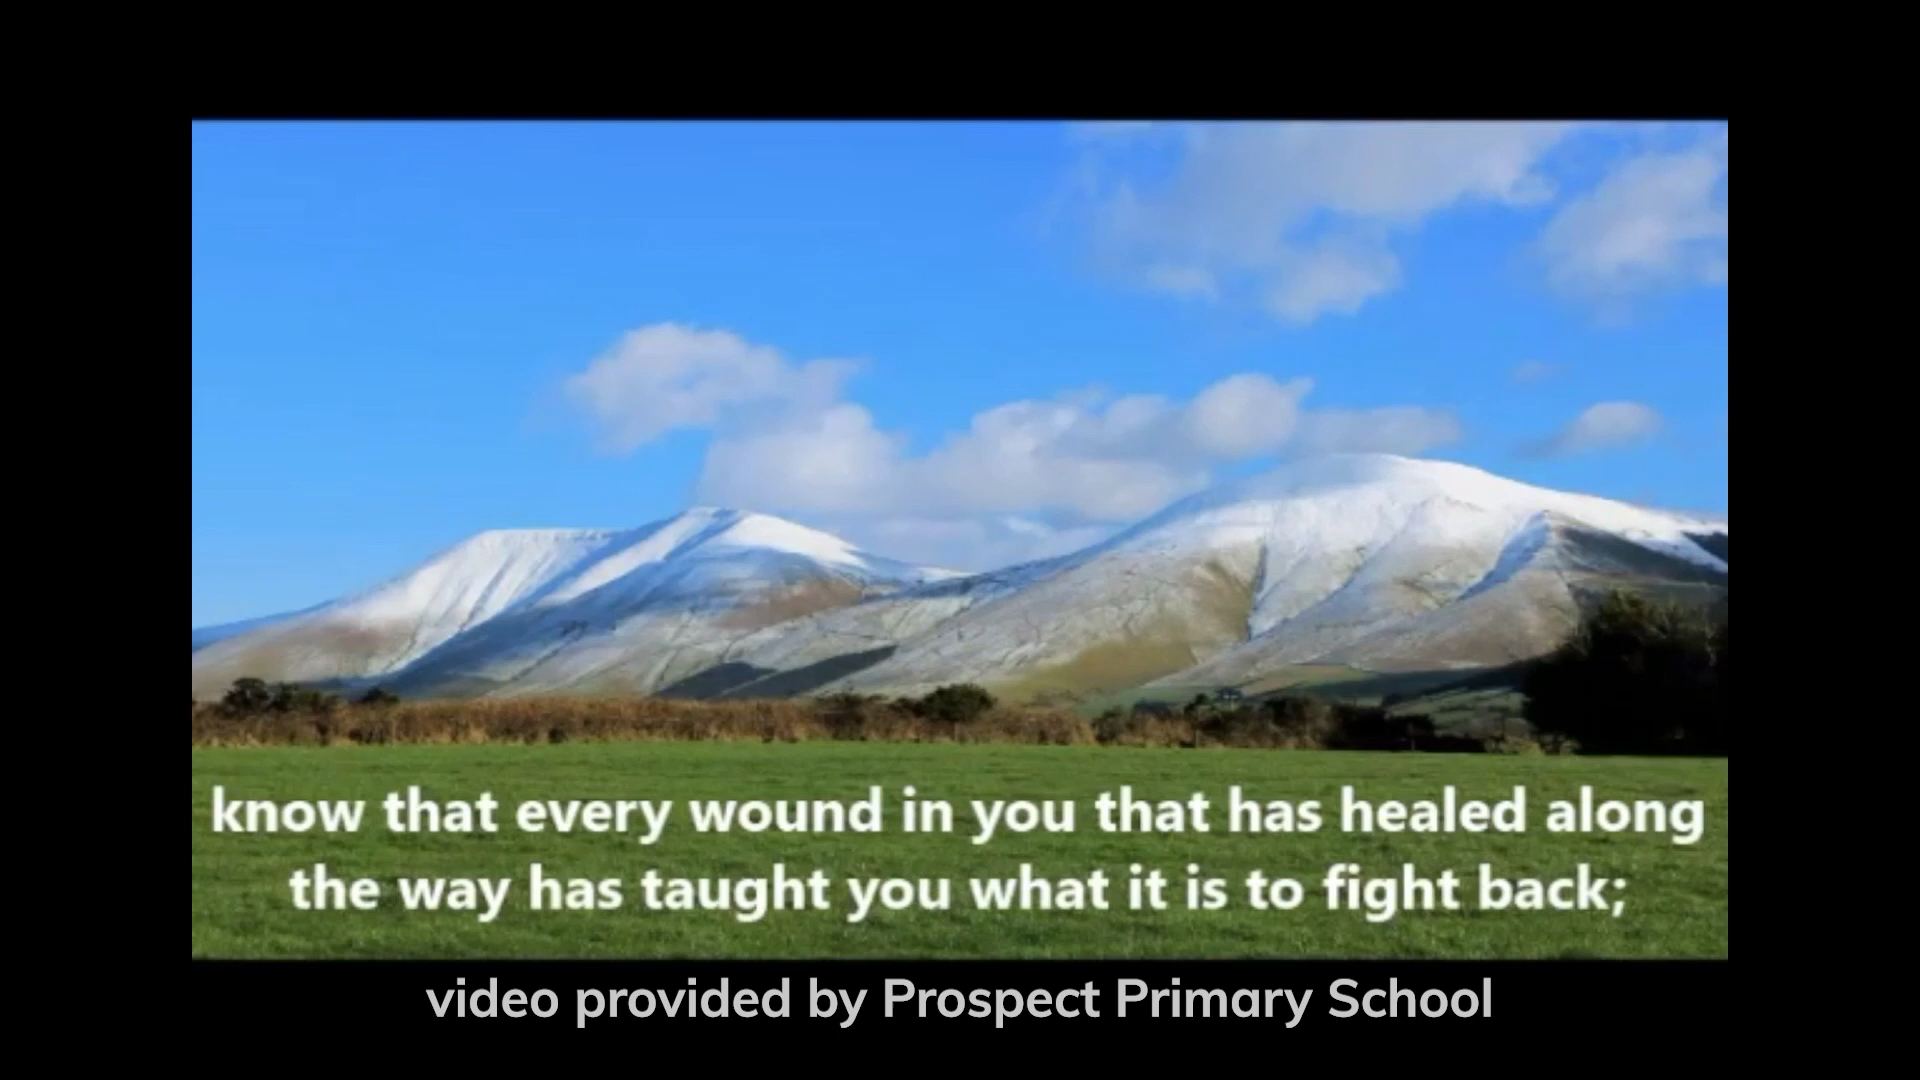 know that every wound in you that has healed along
the way has taught you what it is to fight back;
video provided by Prospect Primary School